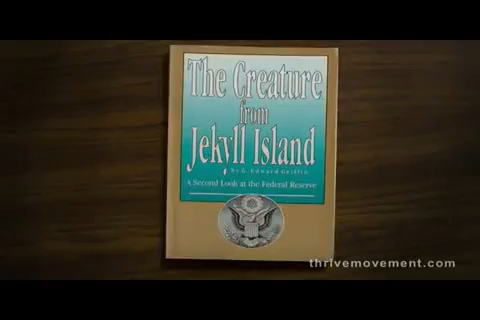 The Creature
from
Jekyll Island
by G. Edward Griffin
A Second Look at the Federal Reserve
thrivemovement.com